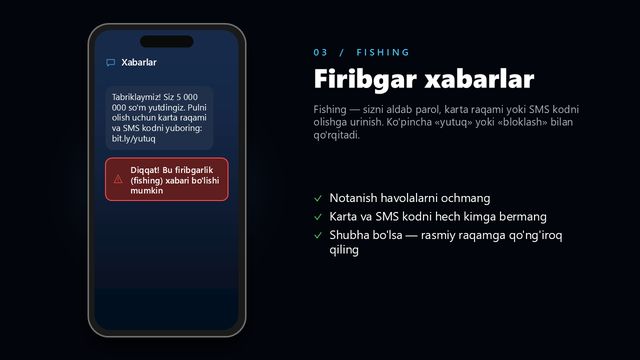 Xabarlar
Tabriklaymiz! Siz 5 000
000 so'm yutdingiz. Pulni
olish uchun karta raqami
va SMS kodni yuboring:
bit.ly/yutuq
Diqqat! Bu firibgarlik
(fishing) xabari bo'lishi
mumkin
03 / FISHING
Firibgar xabarlar
Fishing — sizni aldab parol, karta raqami yoki SMS kodni
olishga urinish. Ko'pincha «yutuq» yoki «bloklash» bilan
qo'rqitadi.
Notanish havolalarni ochmang
Karta va SMS kodni hech kimga bermang
Shubha bo'lsa — rasmiy raqamga qo'ng'iroq
qiling